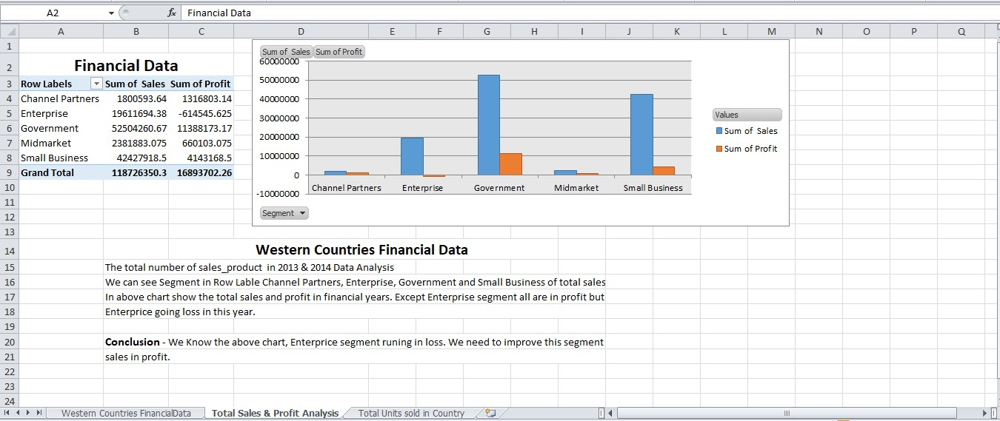 A2 fx Financial Data
A B C D E F G H I J K L M N O P Q
1
2 Financial Data
3 Row Labels Sum of Sales Sum of Profit
4 Channel Partners 1800593.64 1316803.14
5 Enterprise 19611694.38 -614545.625
6 Government 52504260.67 11388173.17
7 Midmarket 2381883.075 660103.075
8 Small Business 42427918.5 4143168.5
9 Grand Total 118726350.3 16893702.26
10
11
12
13
Sum of Sales Sum of Profit
60000000
50000000
40000000
30000000
20000000
10000000
0
-10000000
Channel Partners Enterprise Government Midmarket Small Business
Values
Sum of Sales
Sum of Profit
Segment
14 Western Countries Financial Data
15 The total number of sales_product in 2013 & 2014 Data Analysis
16 We can see Segment in Row Lable Channel Partners, Enterprise, Government and Small Business of total sales
17 In above chart show the total sales and profit in financial years. Except Enterprise segment all are in profit but
18 Enterprice going loss in this year.
19
20 Conclusion - We Know the above chart, Enterprice segment runing in loss. We need to improve this segment
21 sales in profit.
22
23
24
Western Countries FinancialData Total Sales & Profit Analysis Total Units sold in Country